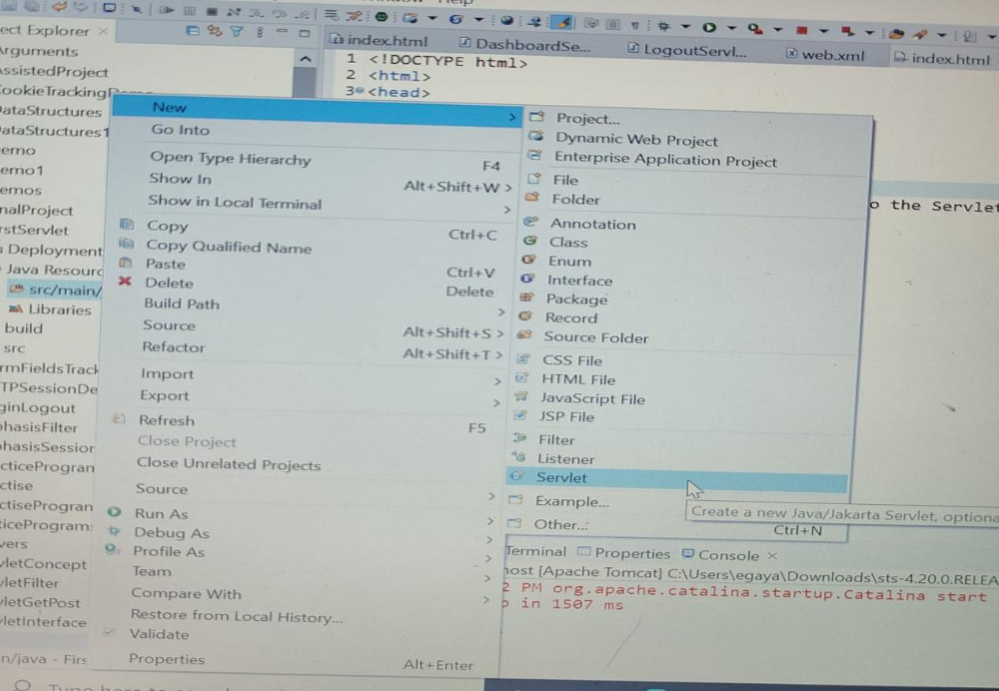 Help
ect Explorer
Arguments
AssistedProject
CookieTracking
DataStructures
DataStructures1
emo
emo1
emos
nalProject
rstServlet
Deployment
Java Resourc
src/main/
Libraries
build
src
rmFieldsTrack
TPSessionDe
ginLogout
phasisFilter
phasisSession
cticeProgran
ctise
ctiseProgran
ticeProgram
vers
vletConcept
vletFilter
vletGetPost
vletInterface
n/java - Firs
index.html
DashboardSe...
LogoutServl...
web.xml
index.html
1 <!DOCTYPE html>
2 <html>
3 <head>
o the Servlet
New >
Go Into
Open Type Hierarchy F4
Show In Alt+Shift+W >
Show in Local Terminal >
Copy Ctrl+C
Copy Qualified Name
Paste Ctrl+V
Delete Delete
Build Path >
Source Alt+Shift+S >
Refactor Alt+Shift+T >
Import >
Export >
Refresh F5
Close Project
Close Unrelated Projects
Source >
Run As >
Debug As >
Profile As >
Team >
Compare With >
Restore from Local History...
Validate
Properties Alt+Enter
Project...
Dynamic Web Project
Enterprise Application Project
File
Folder
Annotation
Class
Enum
Interface
Package
Record
Source Folder
CSS File
HTML File
JavaScript File
JSP File
Filter
Listener
Servlet
Example...
Other... Ctrl+N
Create a new Java/Jakarta Servlet, optiona
Terminal
Properties
Console
host [Apache Tomcat] C:\Users\egaya\Downloads\sts-4.20.0.RELEA
2 PM org.apache.catalina.startup.Catalina start
in 1507 ms